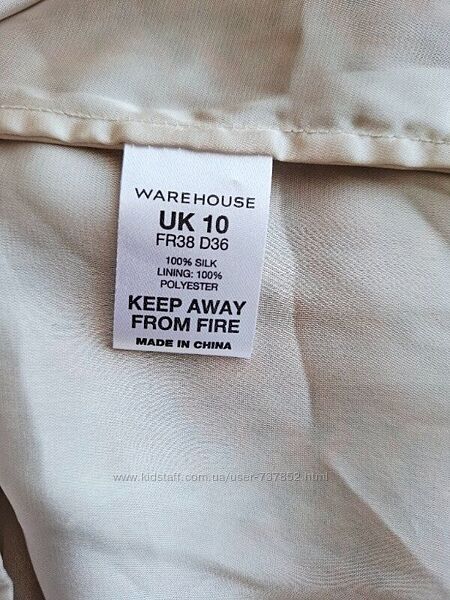 WAREHOUSE
UK 10
FR38 D36
100% SILK
LINING: 100%
POLYESTER
KEEP AWAY
FROM FIRE
MADE IN CHINA
www.kidstaff.com.ua/user-737852.html